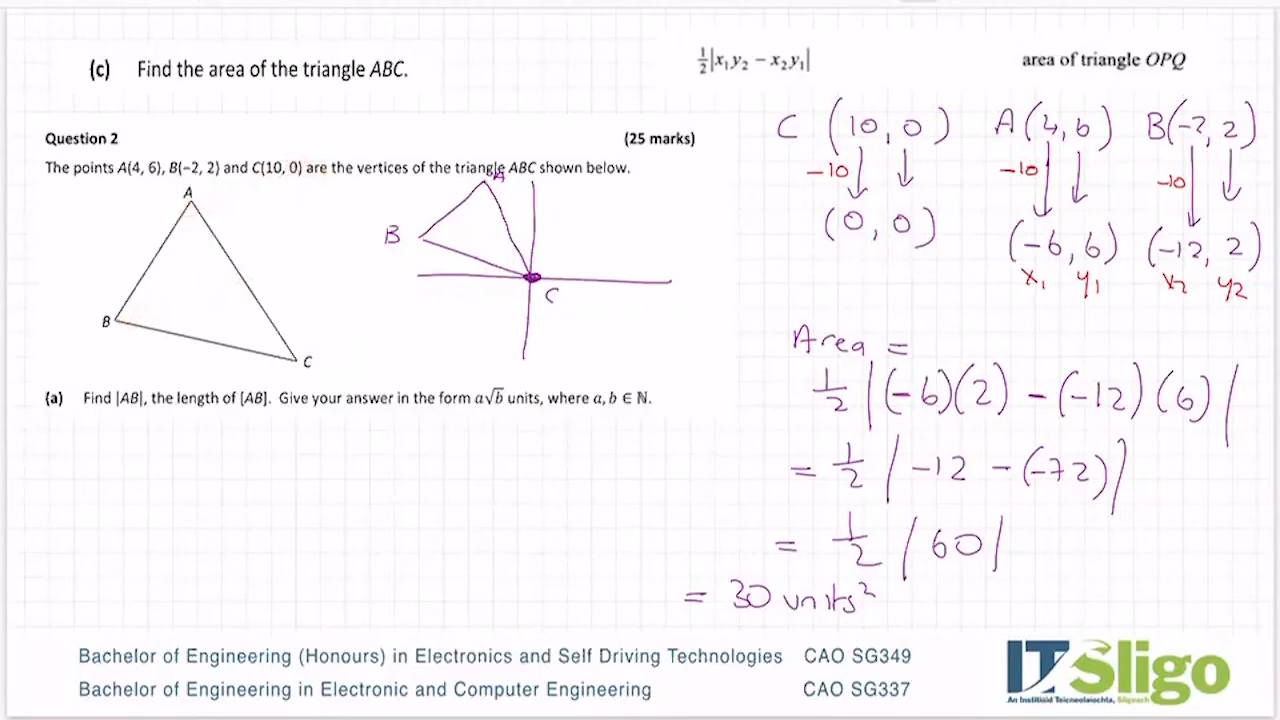 (c) Find the area of the triangle ABC.
½|x₁y₂ − x₂y₁| area of triangle OPQ
Question 2 (25 marks)
The points A(4, 6), B(−2, 2) and C(10, 0) are the vertices of the triangle ABC shown below.
A
B
C
A
B
C
(a) Find |AB|, the length of [AB]. Give your answer in the form a√b units, where a, b ∈ ℕ.
C (10, 0) A(4, 6) B(-2, 2)
-10 -10 -10
(0, 0) (-6, 6) (-12, 2)
x₁ y₁ x₂ y₂
Area =
½ |(-6)(2) - (-12)(6)|
= ½ |-12 - (-72)|
= ½ |60|
= 30 units²
Bachelor of Engineering (Honours) in Electronics and Self Driving Technologies CAO SG349
Bachelor of Engineering in Electronic and Computer Engineering CAO SG337
IT Sligo
An Institiúid Teicneolaíochta, Sligeach